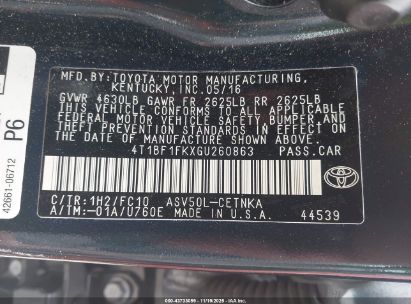 MFD.BY:TOYOTA MOTOR MANUFACTURING,
KENTUCKY,INC.05/16
GVWR 4630LB GAWR FR 2625LB RR 2625LB
THIS VEHICLE CONFORMS TO ALL APPLICABLE
FEDERAL MOTOR VEHICLE SAFETY, BUMPER, AND
THEFT PREVENTION STANDARDS IN EFFECT ON THE
DATE OF MANUFACTURE SHOWN ABOVE.
4T1BF1FKXGU260863 PASS.CAR
C/TR:1H2/FC10 ASV50L-CETNKA
A/TM:-01A/U760E
TOYOTA
44539
42661-06712
P6